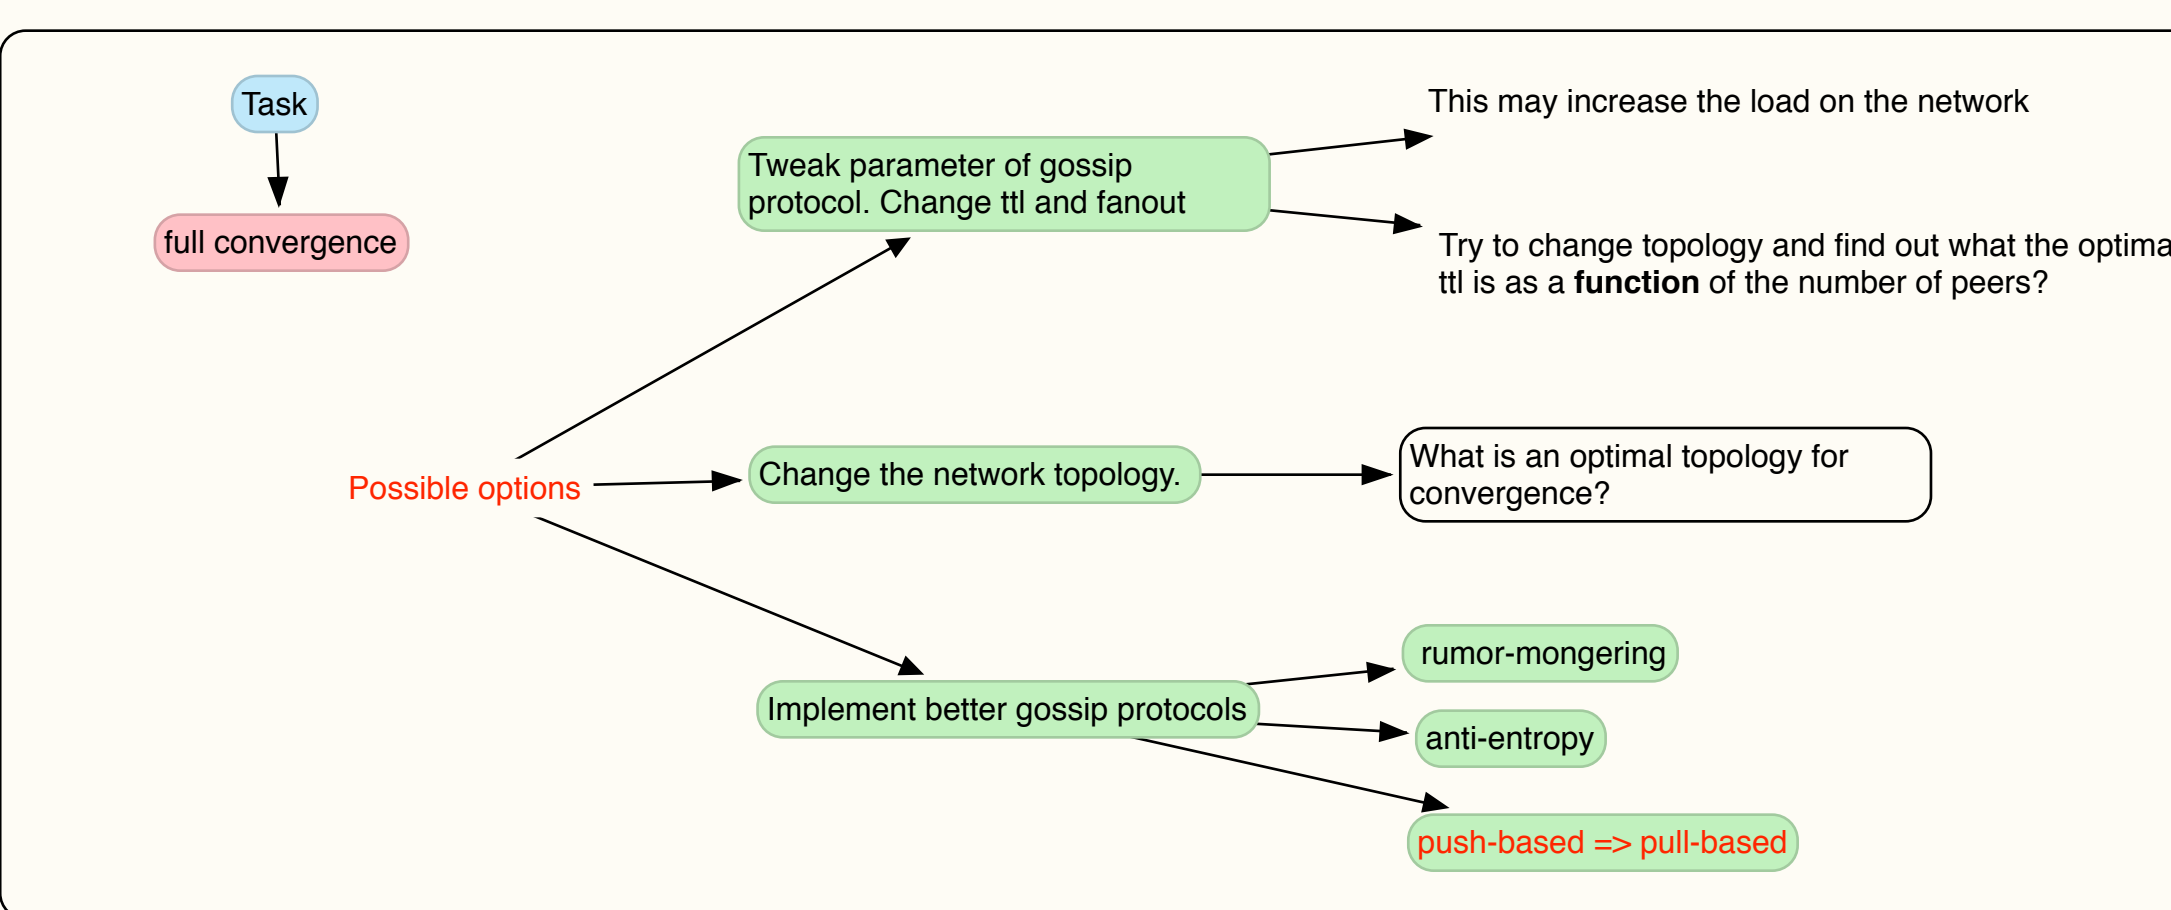 Task
full convergence
Possible options
Tweak parameter of gossip
protocol. Change ttl and fanout
This may increase the load on the network
Try to change topology and find out what the optima
ttl is as a function of the number of peers?
Change the network topology.
What is an optimal topology for
convergence?
Implement better gossip protocols
rumor-mongering
anti-entropy
push-based => pull-based